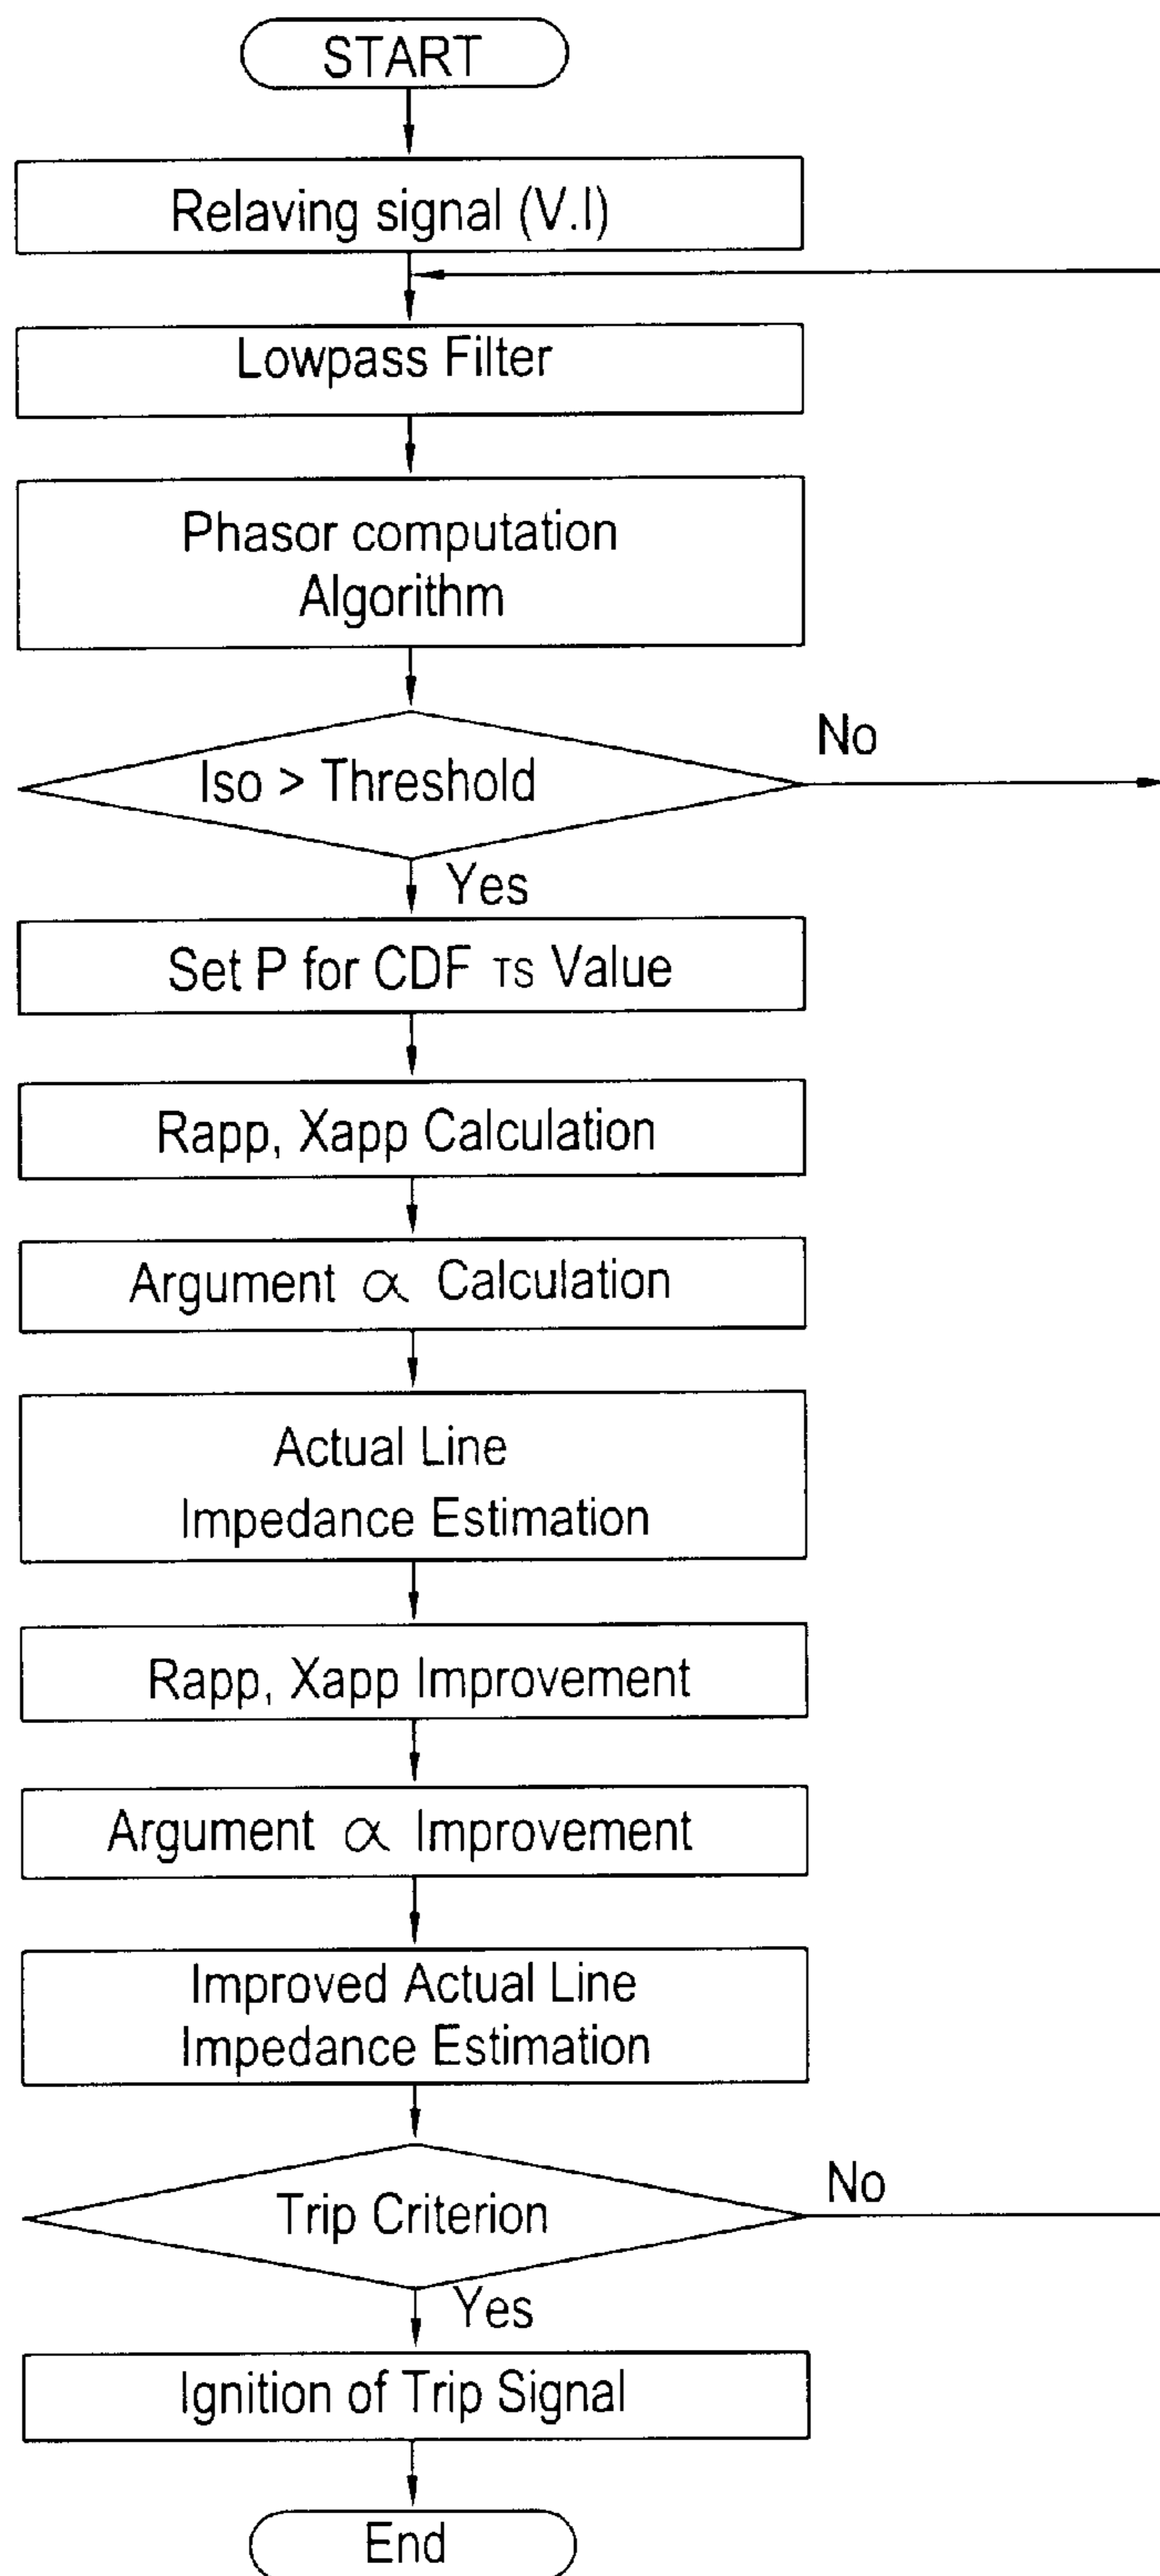 START
Relaving signal (V.I)
Lowpass Filter
Phasor computation
Algorithm
No
Iso > Threshold
Yes
Set P for CDF TS Value
Rapp, Xapp Calculation
Argument ∝ Calculation
Actual Line
Impedance Estimation
Rapp, Xapp Improvement
Argument ∝ Improvement
Improved Actual Line
Impedance Estimation
No
Trip Criterion
Yes
Ignition of Trip Signal
End